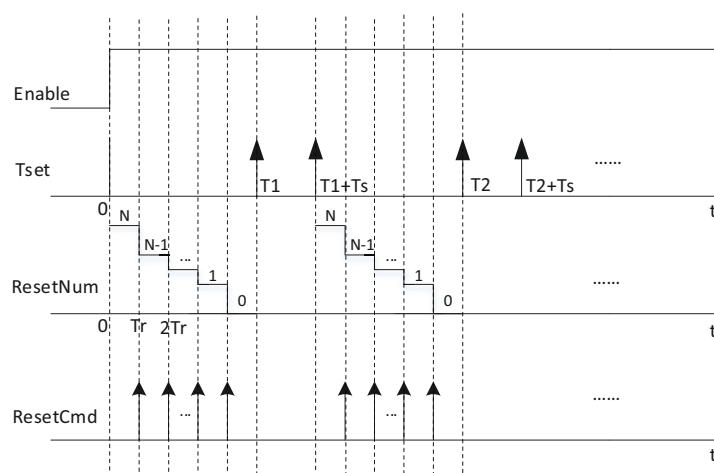 Enable
Tset
T1
T1+Ts
T2
T2+Ts
......
0
t
N
N-1
...
1
0
N
N-1
...
1
0
ResetNum
......
0
Tr
2Tr
t
ResetCmd
...
...
......
t